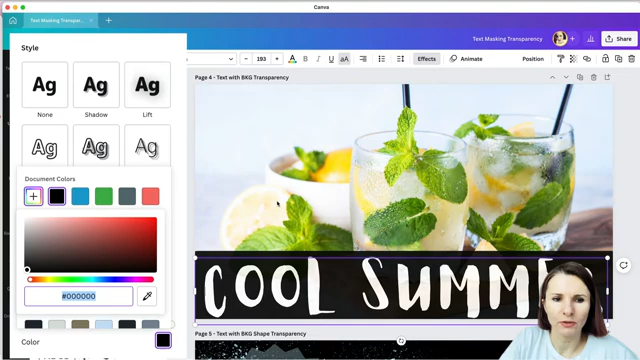 Canva
Text Masking Transpar...
Text Masking Transparency
Share
Style
193
B I U aA
Effects
Animate
Position
Page 4 - Text with BKG Transparency
Ag Ag Ag
None Shadow Lift
Ag Ag Ag
Document Colors
#000000
COOL SUMME
Color
Page 5 - Text with BKG Shape Transparency